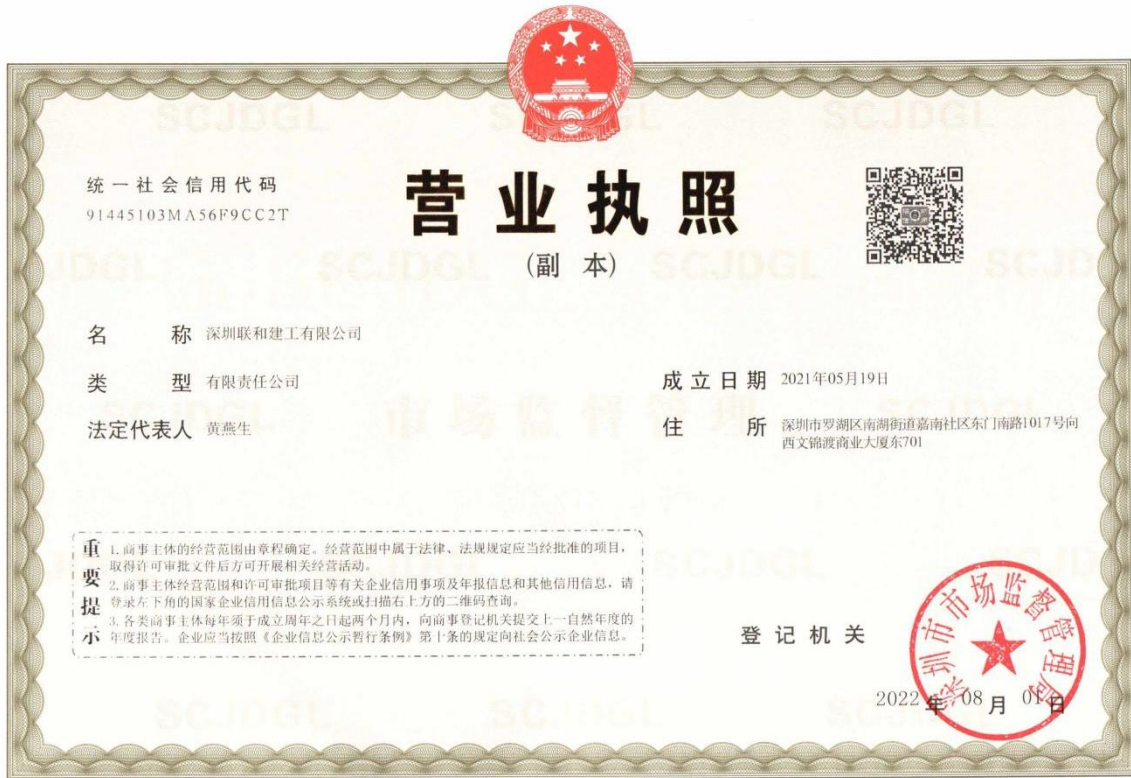 统一社会信用代码
91445103MA56F9CC2T
营业执照
(副 本)
名 称 深圳联和建工有限公司
类 型 有限责任公司
法定代表人 黄燕生
成立日期 2021年05月19日
住 所 深圳市罗湖区南湖街道嘉南社区东门南路1017号向
西文锦渡商业大厦东701
重要提示
1. 商事主体的经营范围由章程确定。经营范围中属于法律、法规规定应当经批准的项目，
取得许可审批文件后方可开展相关经营活动。
2. 商事主体经营范围和许可审批项目等有关企业信用事项及年报信息和其他信用信息，请
登录左下角的国家企业信用信息公示系统或扫描右上方的二维码查询。
3. 各类商事主体每年须于成立周年之日起两个月内，向商事登记机关提交上一自然年度的
年度报告。企业应当按照《企业信息公示暂行条例》第十条的规定向社会公示企业信息。
登记机关
深圳市市场监督管理局
2022年08月01日
SCJDGL
市场监督管理